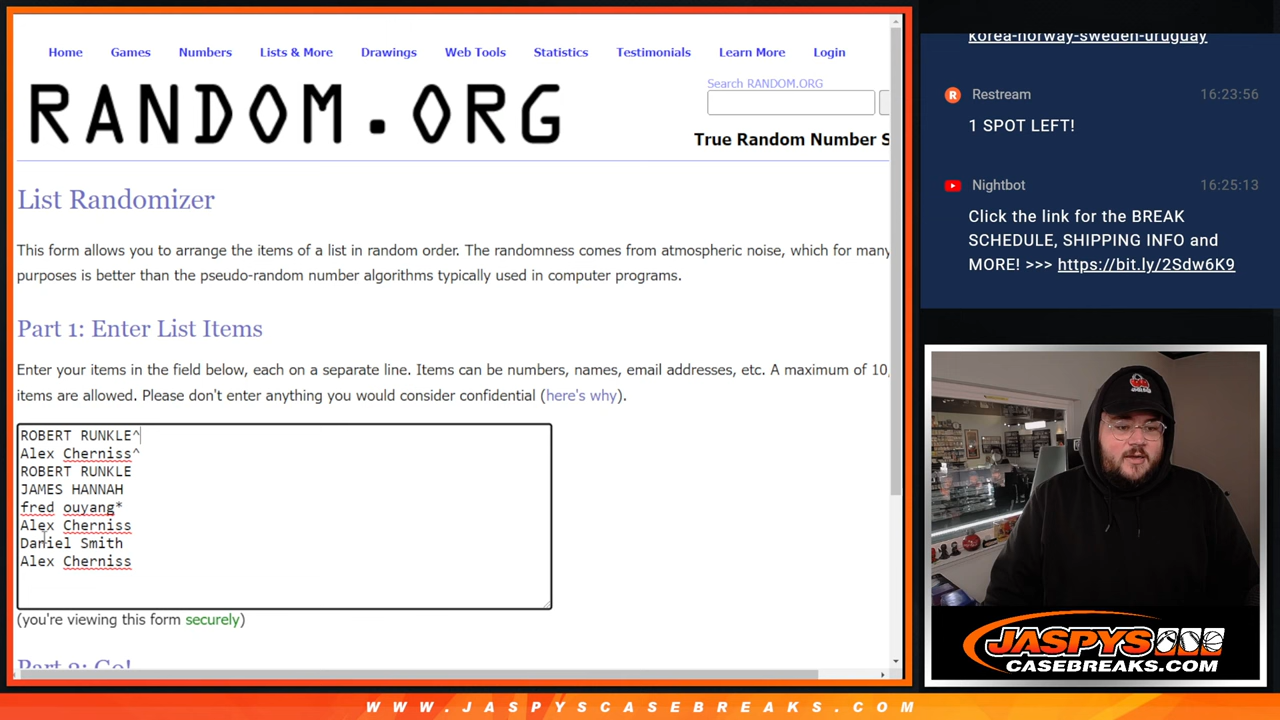 Home Games Numbers Lists & More Drawings Web Tools Statistics Testimonials Learn More Login
RANDOM.ORG
Search RANDOM.ORG
True Random Number S
List Randomizer
This form allows you to arrange the items of a list in random order. The randomness comes from atmospheric noise, which for many
purposes is better than the pseudo-random number algorithms typically used in computer programs.
Part 1: Enter List Items
Enter your items in the field below, each on a separate line. Items can be numbers, names, email addresses, etc. A maximum of 10,
items are allowed. Please don't enter anything you would consider confidential (here's why).
ROBERT RUNKLE^
Alex Cherniss^
ROBERT RUNKLE
JAMES HANNAH
fred ouyang*
Alex Cherniss
Daniel Smith
Alex Cherniss
(you're viewing this form securely)
Part 2: Go!
korea-norway-sweden-uruguay
Restream 16:23:56
1 SPOT LEFT!
Nightbot 16:25:13
Click the link for the BREAK
SCHEDULE, SHIPPING INFO and
MORE! >>> https://bit.ly/2Sdw6K9
JASPYS
CASEBREAKS.COM
WWW.JASPYSCASEBREAKS.COM